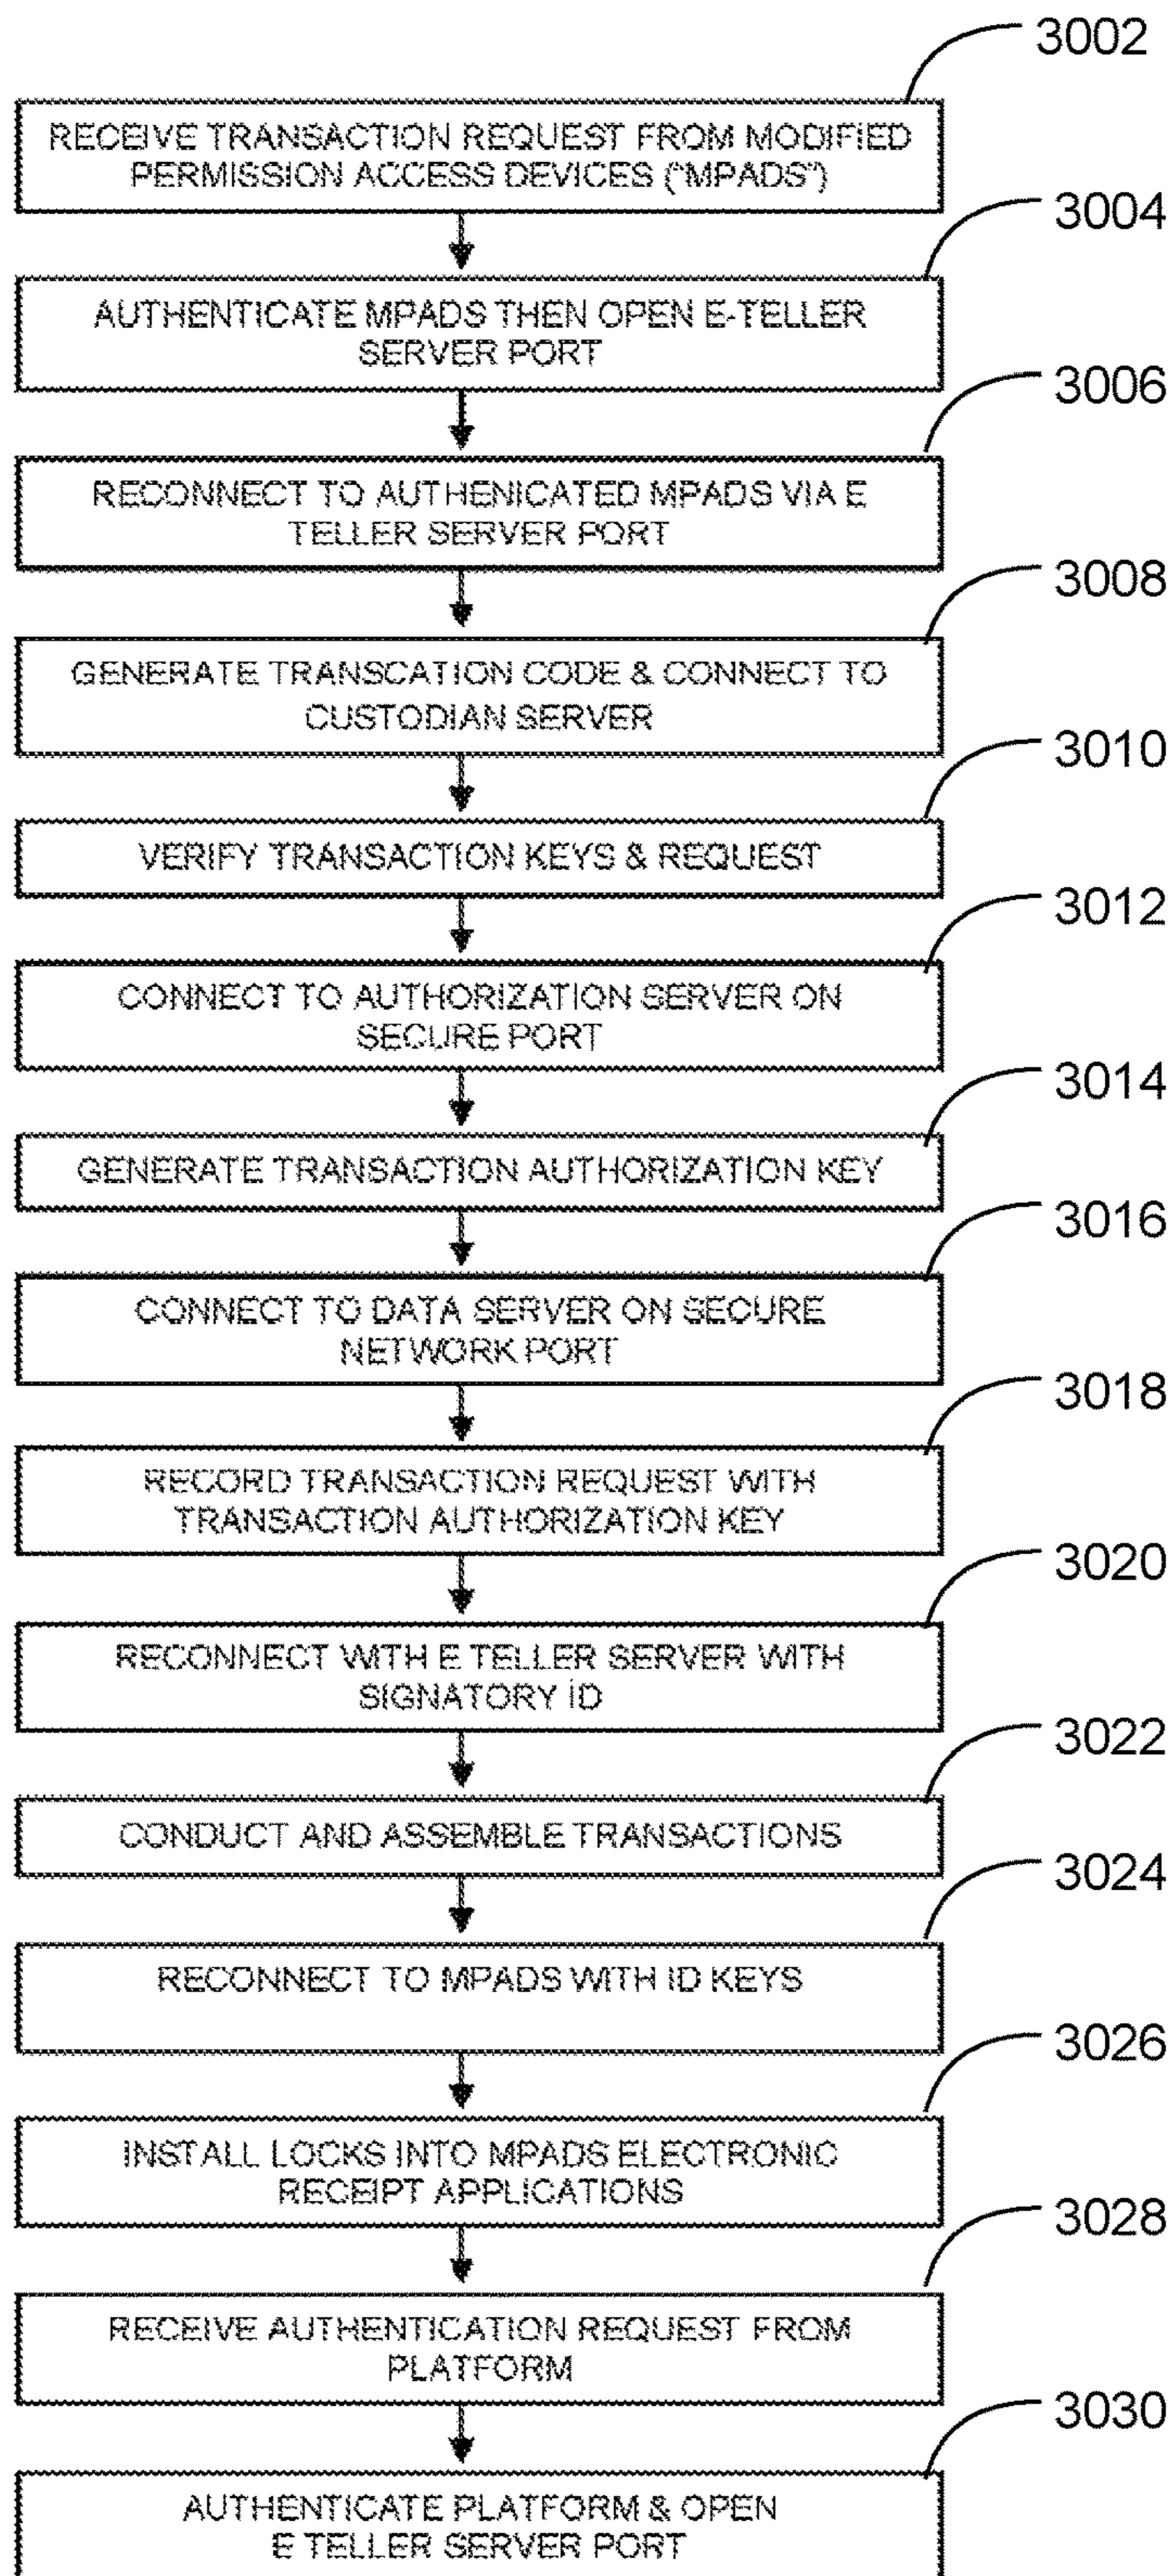 3002
RECEIVE TRANSACTION REQUEST FROM MODIFIED
PERMISSION ACCESS DEVICES ("MPADS")
3004
AUTHENTICATE MPADS THEN OPEN E-TELLER
SERVER PORT
3006
RECONNECT TO AUTHENICATED MPADS VIA E
TELLER SERVER PORT
3008
GENERATE TRANSCATION CODE & CONNECT TO
CUSTODIAN SERVER
3010
VERIFY TRANSACTION KEYS & REQUEST
3012
CONNECT TO AUTHORIZATION SERVER ON
SECURE PORT
3014
GENERATE TRANSACTION AUTHORIZATION KEY
3016
CONNECT TO DATA SERVER ON SECURE
NETWORK PORT
3018
RECORD TRANSACTION REQUEST WITH
TRANSACTION AUTHORIZATION KEY
3020
RECONNECT WITH E TELLER SERVER WITH
SIGNATORY ID
3022
CONDUCT AND ASSEMBLE TRANSACTIONS
3024
RECONNECT TO MPADS WITH ID KEYS
3026
INSTALL LOCKS INTO MPADS ELECTRONIC
RECEIPT APPLICATIONS
3028
RECEIVE AUTHENTICATION REQUEST FROM
PLATFORM
3030
AUTHENTICATE PLATFORM & OPEN
E TELLER SERVER PORT